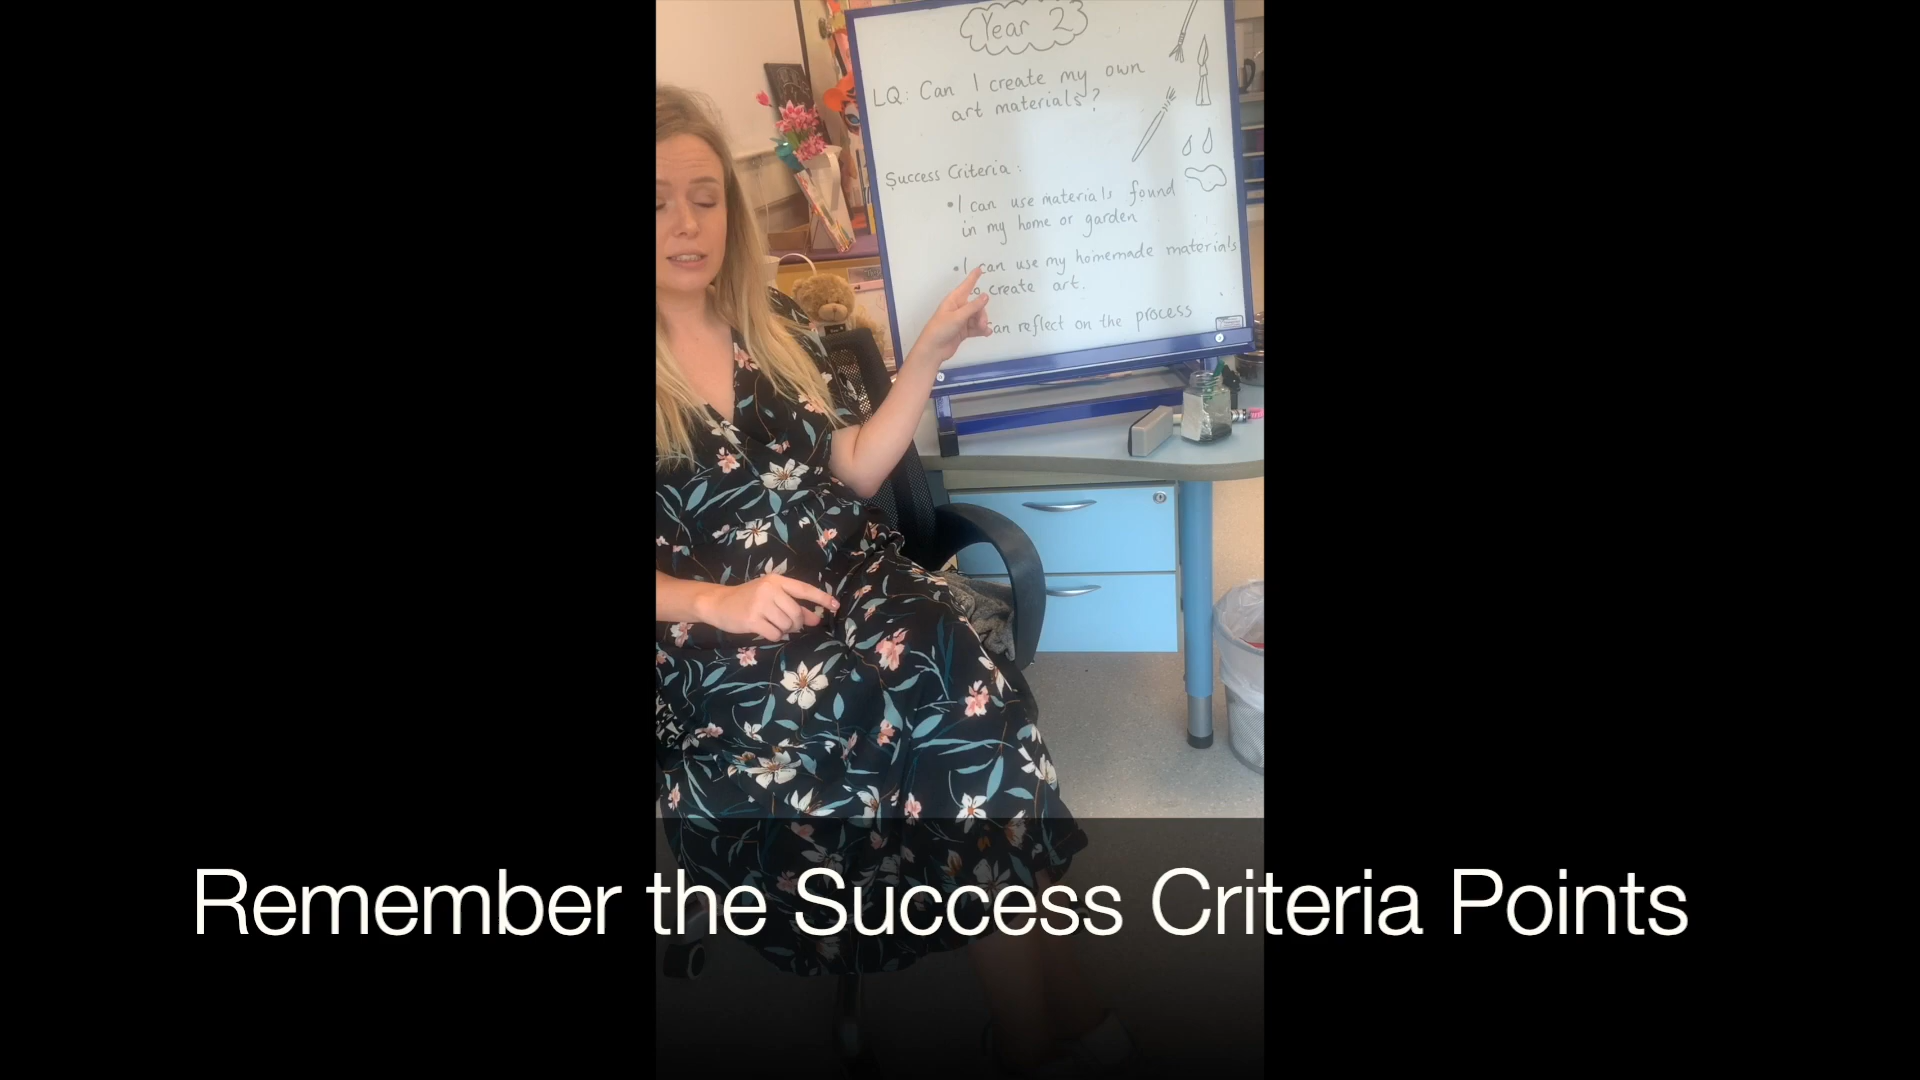 Year 2
LQ: Can I create my own
art materials?
Success Criteria:
• I can use materials found
in my home or garden
• I can use my homemade materials
create art.
can reflect on the process
Remember the Success Criteria Points